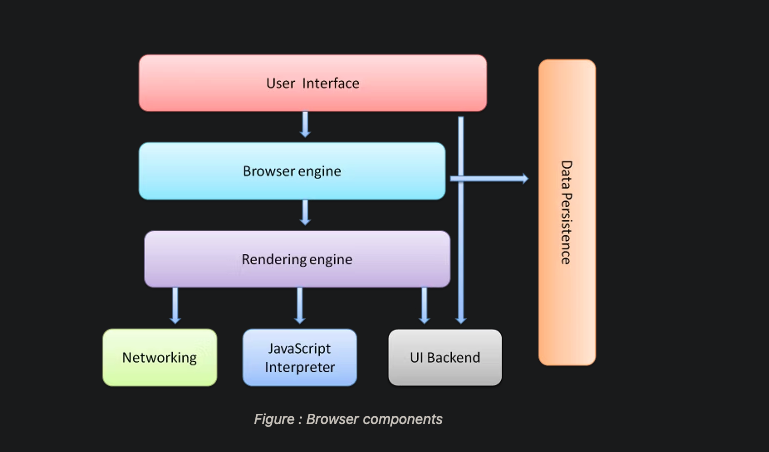 User Interface
Browser engine
Data Persistence
Rendering engine
Networking
JavaScript
Interpreter
UI Backend
Figure : Browser components